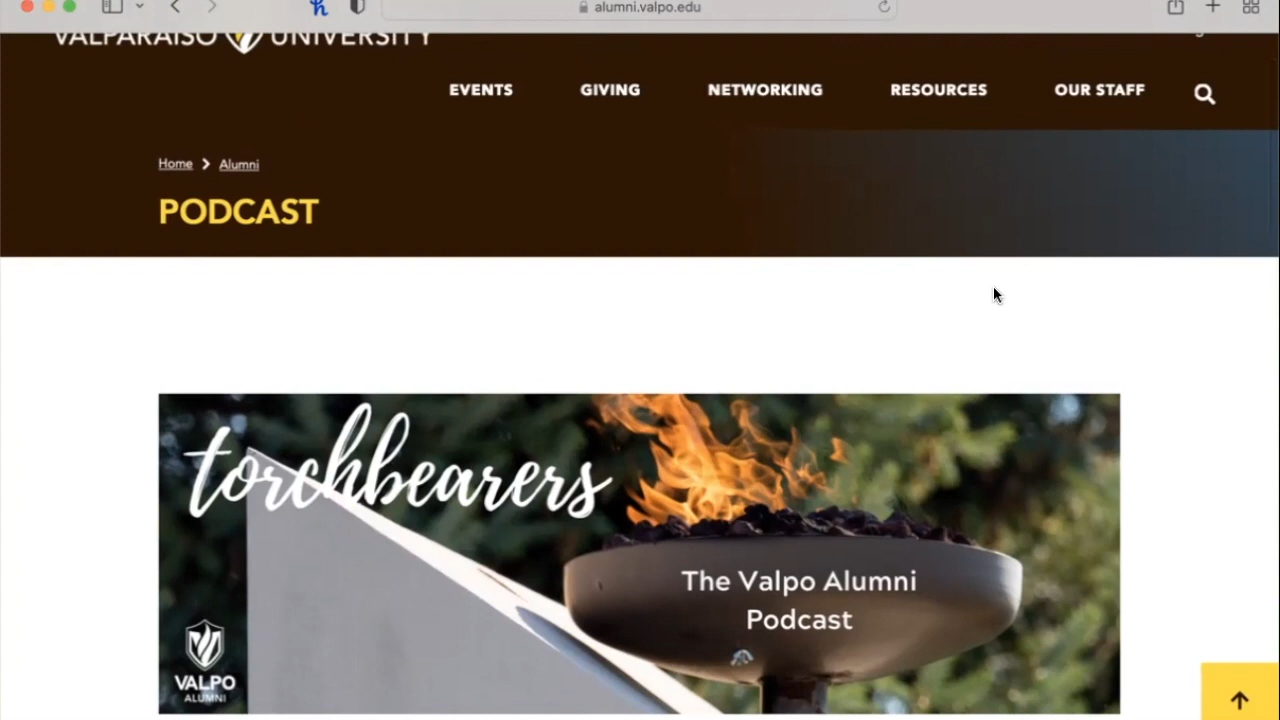 alumni.valpo.edu
VALPARAISO UNIVERSITY
EVENTS GIVING NETWORKING RESOURCES OUR STAFF
Home > Alumni
PODCAST
torchbearers
The Valpo Alumni
Podcast
VALPO
ALUMNI